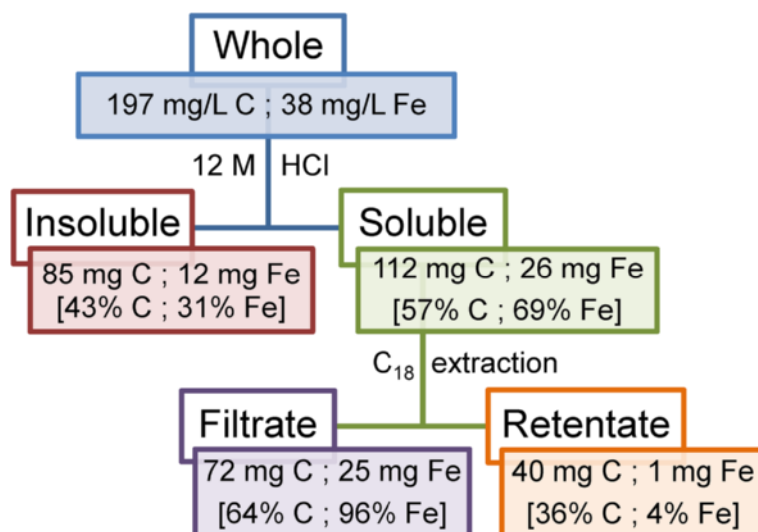 Whole
197 mg/L C ; 38 mg/L Fe
12 M HCl
Insoluble
85 mg C ; 12 mg Fe
[43% C ; 31% Fe]
Soluble
112 mg C ; 26 mg Fe
[57% C ; 69% Fe]
C₁₈ extraction
Filtrate
72 mg C ; 25 mg Fe
[64% C ; 96% Fe]
Retentate
40 mg C ; 1 mg Fe
[36% C ; 4% Fe]